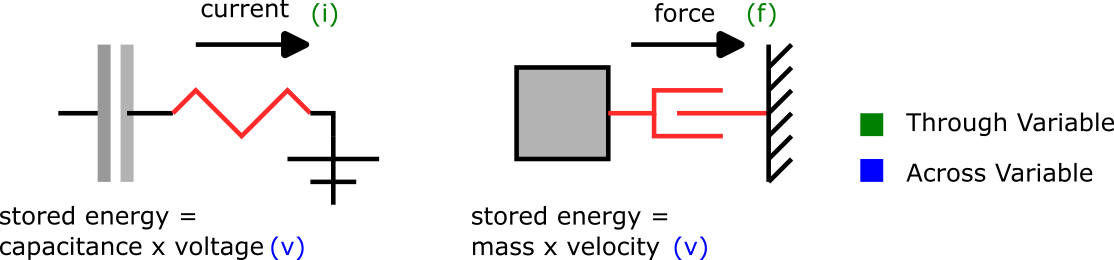 current (i)
stored energy =
capacitance x voltage (v)
force (f)
stored energy =
mass x velocity (v)
Through Variable
Across Variable